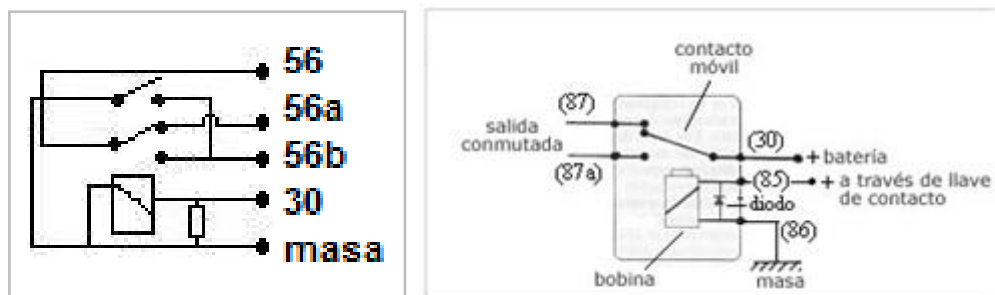 56
56a
56b
30
masa
contacto
móvil
(87)
salida
conmutada
(87a)
(30)
+ batería
(85)
+ a través de llave
de contacto
diodo
(86)
bobina
masa